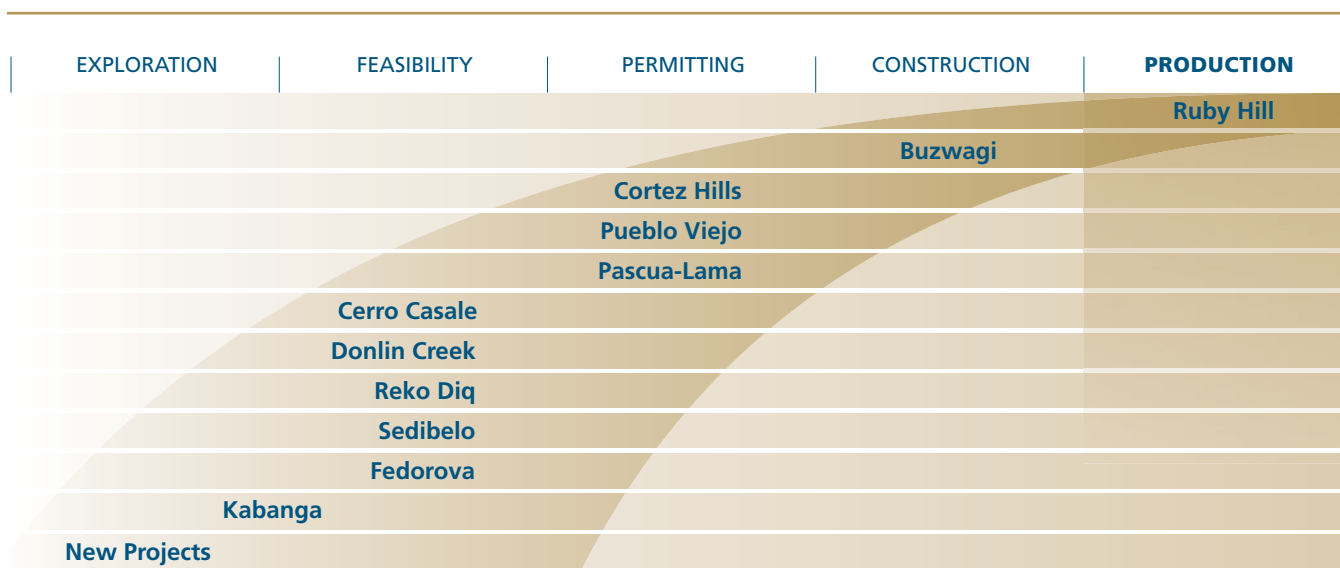 EXPLORATION FEASIBILITY PERMITTING CONSTRUCTION PRODUCTION
Ruby Hill
Buzwagi
Cortez Hills
Pueblo Viejo
Pascua-Lama
Cerro Casale
Donlin Creek
Reko Diq
Sedibelo
Fedorova
Kabanga
New Projects